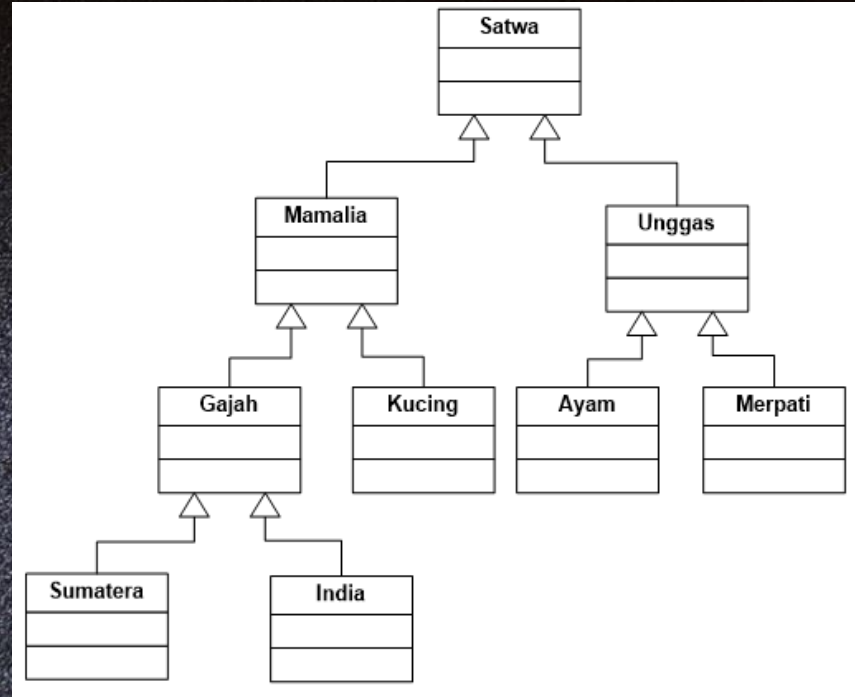 Satwa
Mamalia
Unggas
Gajah
Kucing
Ayam
Merpati
Sumatera
India